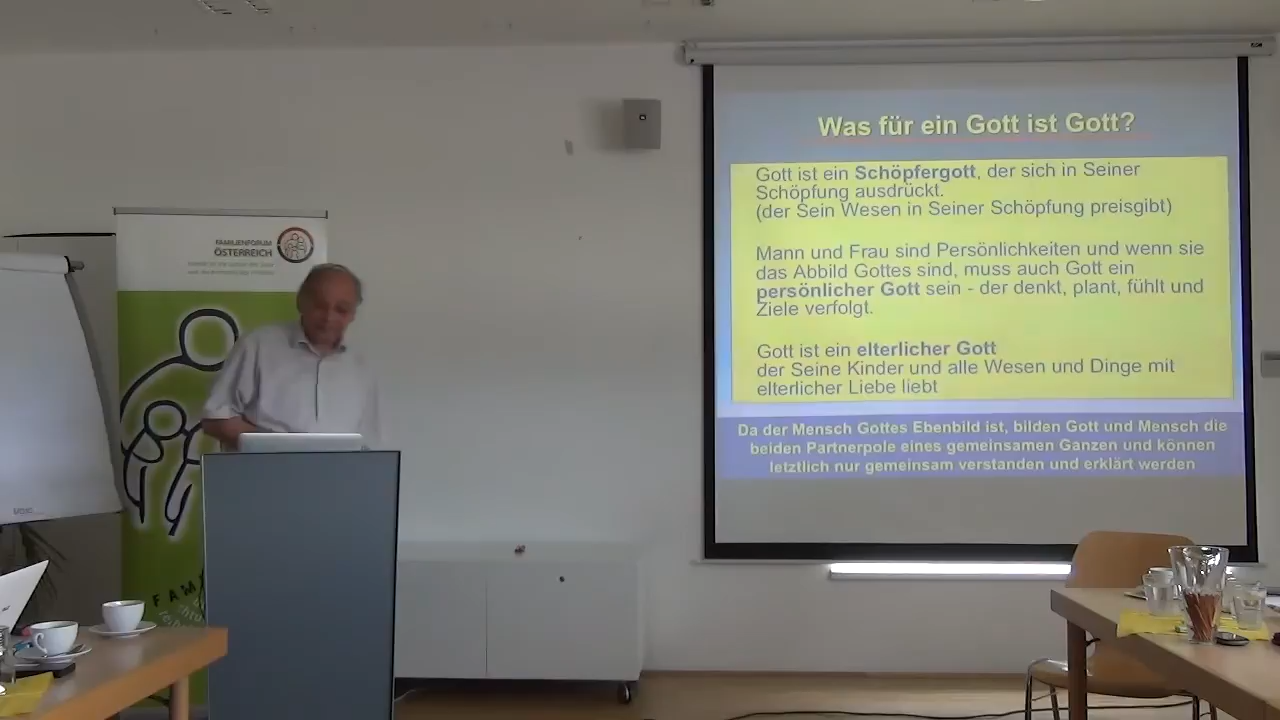 Was für ein Gott ist Gott?
Gott ist ein Schöpfergott, der sich in Seiner
Schöpfung ausdrückt.
(der Sein Wesen in Seiner Schöpfung preisgibt)
Mann und Frau sind Persönlichkeiten und wenn sie
das Abbild Gottes sind, muss auch Gott ein
persönlicher Gott sein - der denkt, plant, fühlt und
Ziele verfolgt.
Gott ist ein elterlicher Gott
der Seine Kinder und alle Wesen und Dinge mit
elterlicher Liebe liebt
Da der Mensch Gottes Ebenbild ist, bilden Gott und Mensch die
beiden Partnerpole eines gemeinsamen Ganzen und können
letztlich nur gemeinsam verstanden und erklärt werden
FAMILIENFORUM
ÖSTERREICH